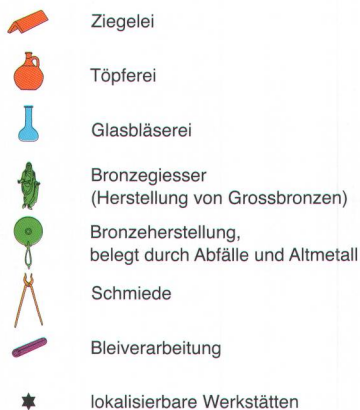 Ziegelei
Töpferei
Glasbläserei
Bronzegiesser
(Herstellung von Grossbronzen)
Bronzeherstellung,
belegt durch Abfälle und Altmetall
Schmiede
Bleiverarbeitung
lokalisierbare Werkstätten